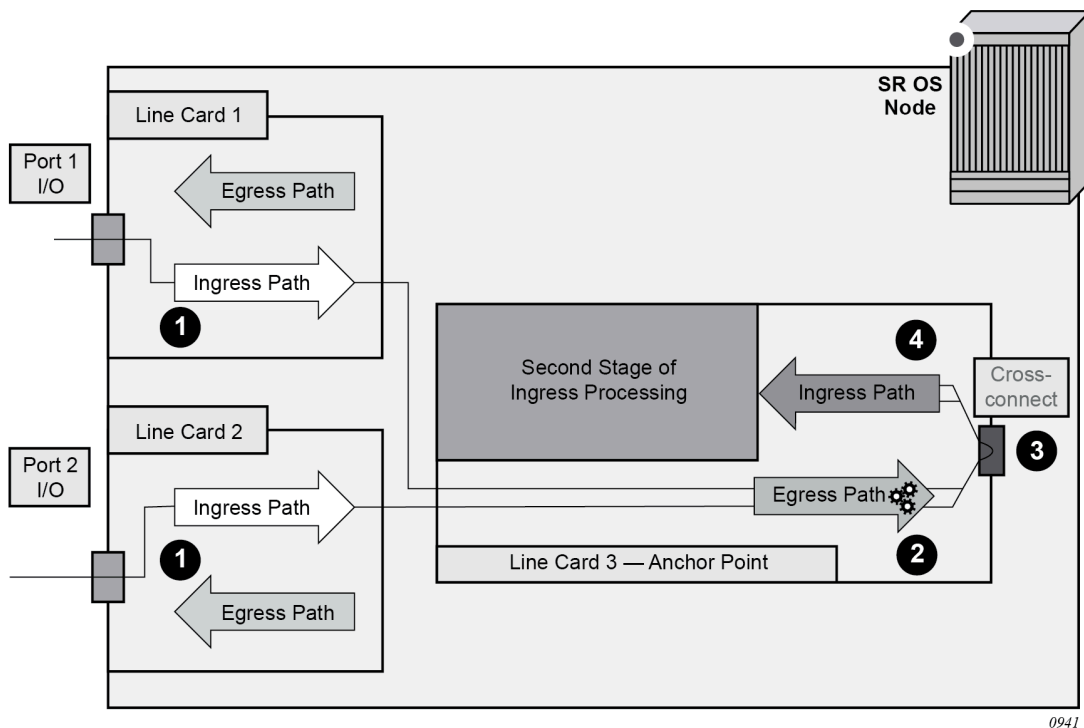 SR OS
Node
Line Card 1
Port 1
I/O
Egress Path
Ingress Path
1
Second Stage of
Ingress Processing
4
Ingress Path
Cross-
connect
3
Line Card 2
Port 2
I/O
Ingress Path
1
Egress Path
Egress Path
2
Line Card 3 — Anchor Point
0941